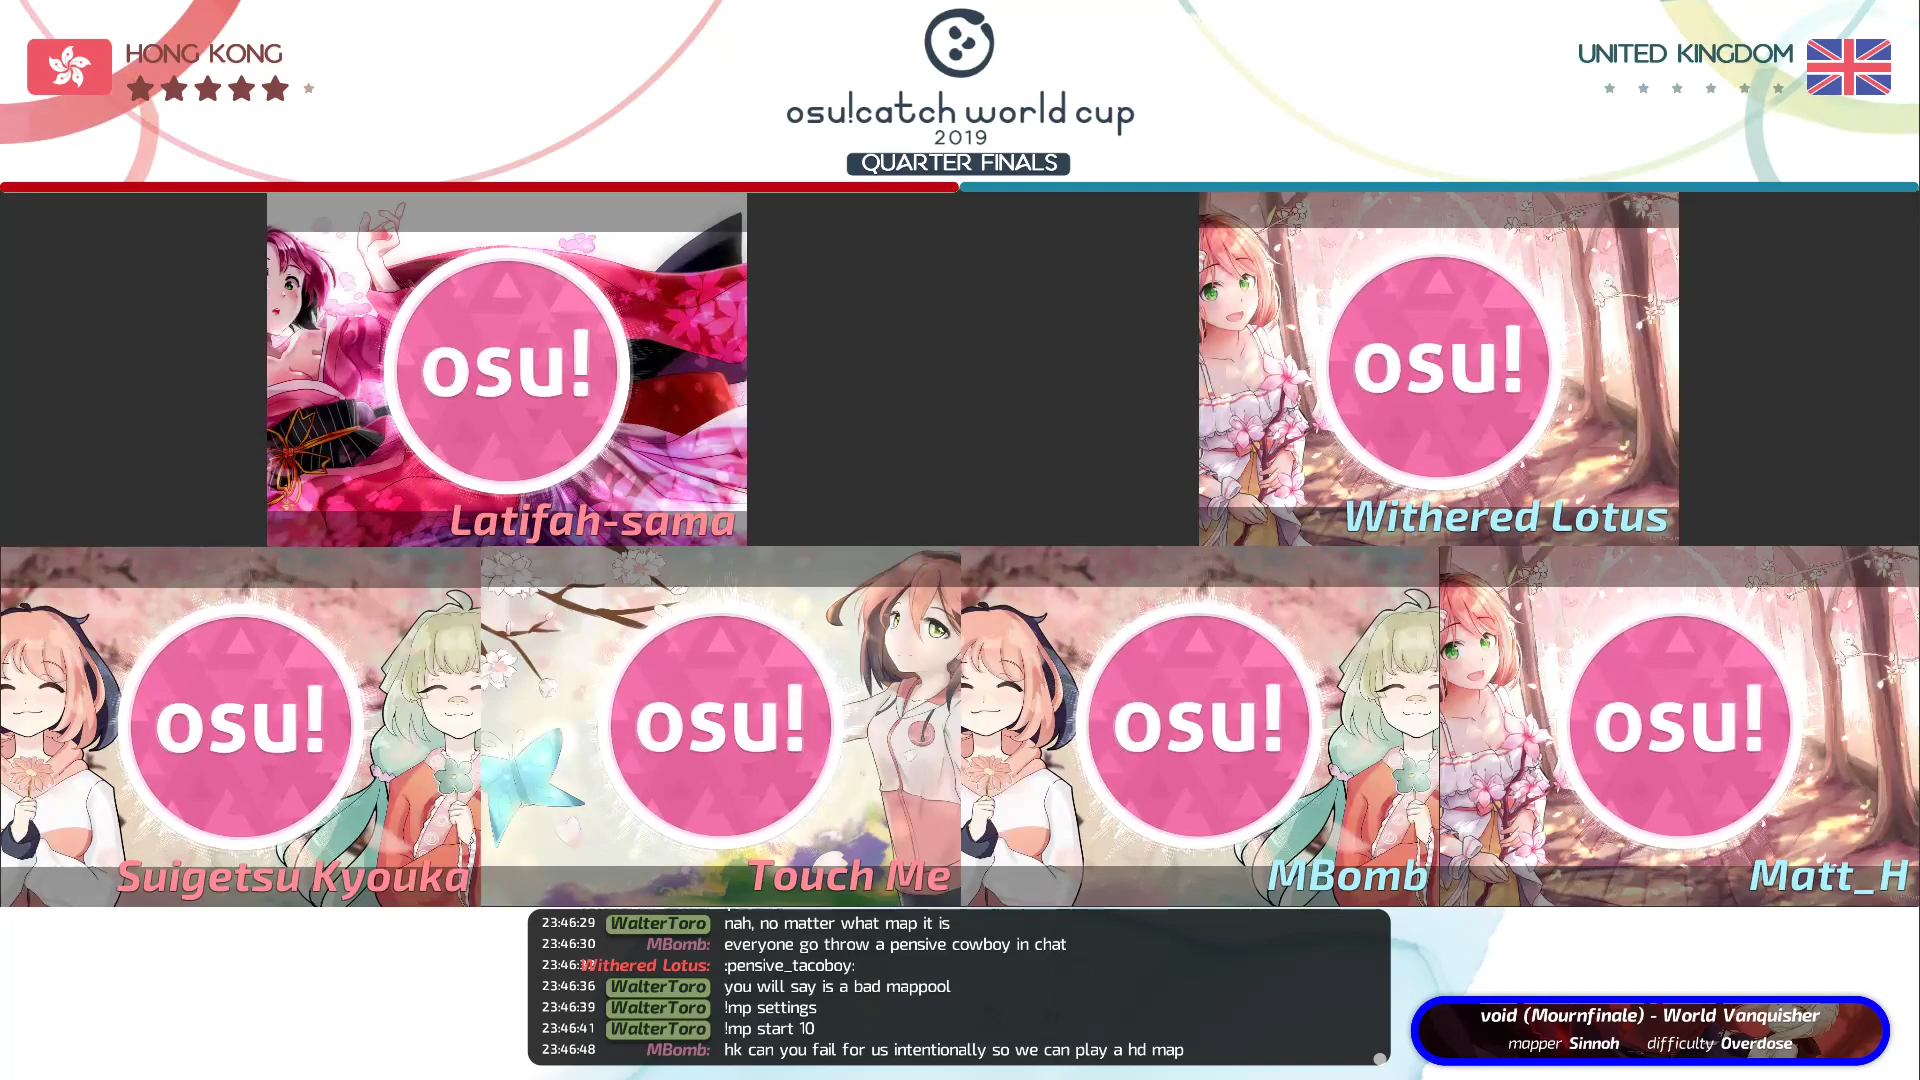 HONG KONG
UNITED KINGDOM
osu!catch world cup
2019
QUARTER FINALS
osu!
Latifah-sama
osu!
Withered Lotus
osu!
Suigetsu Kyouka
osu!
Touch Me
osu!
MBomb
osu!
Matt_H
23:46:29 WalterToro nah, no matter what map it is
23:46:30 MBomb: everyone go throw a pensive cowboy in chat
Withered Lotus: :pensive_tacoboy:
23:46:36 WalterToro you will say is a bad mappool
23:46:39 WalterToro !mp settings
23:46:41 WalterToro !mp start 10
23:46:48 MBomb: hk can you fail for us intentionally so we can play a hd map
void (Mournfinale) - World Vanquisher
mapper Sinnoh difficulty Overdose